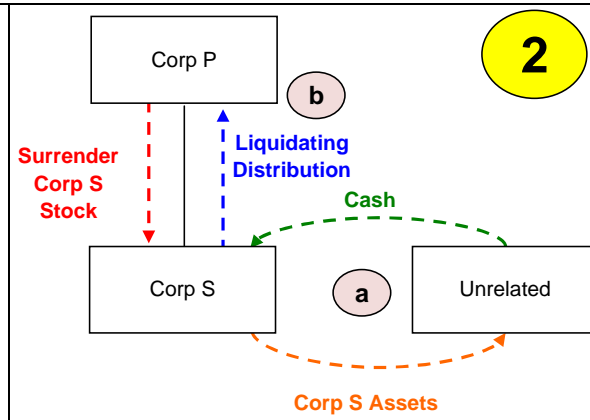 Corp P
2
b
Surrender
Corp S
Stock
Liquidating
Distribution
Cash
Corp S
a
Unrelated
Corp S Assets